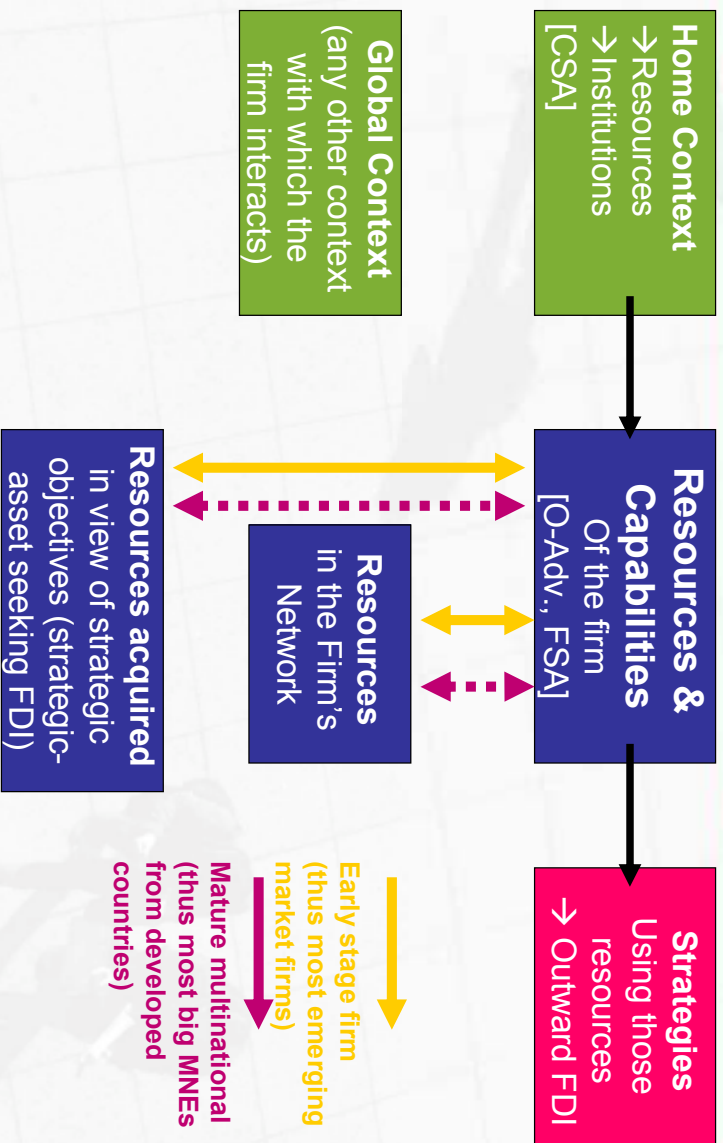 Home Context
→Resources
→Institutions
[CSA]
Global Context
(any other context
with which the
firm interacts)
Resources &
Capabilities
Of the firm
[O-Adv., FSA]
Resources
in the Firm's
Network
Resources acquired
in view of strategic
objectives (strategic-
asset seeking FDI)
Strategies
Using those
resources
→ Outward FDI
Early stage firm
(thus most emerging
market firms)
Mature multinational
(thus most big MNEs
from developed
countries)